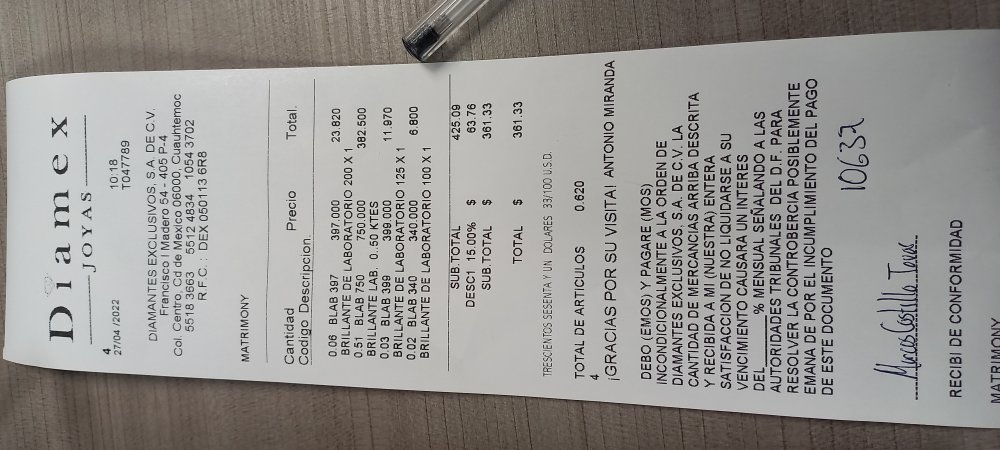 Diamex
JOYAS
4
27/04 /2022 10:18
T047789
DIAMANTES EXCLUSIVOS, S.A. DE C.V.
Francisco I Madero 54 - 405 P-4
Col. Centro, Cd de Mexico 06000, Cuauhtemoc
5518 3663 5512 4834 1054 3702
R.F.C. : DEX 050113 6R8
MATRIMONY
Cantidad Precio Total.
Codigo Descripcion.
0.06 BLAB 397 397.000 23.820
BRILLANTE DE LABORATORIO 200 X 1
0.51 BLAB 750 750.000 382.500
BRILLANTE LAB. 0..50 KTES
0.03 BLAB 399 399.000 11.970
BRILLANTE DE LABORATORIO 125 X 1
0.02 BLAB 340 340.000 6.800
BRILLANTE DE LABORATORIO 100 X 1
SUB.TOTAL 425.09
DESC1 15.00% $ 63.76
SUB.TOTAL $ 361.33
TOTAL $ 361.33
TRESCIENTOS SESENTA Y UN DOLARES 33/100 U.S.D.
TOTAL DE ARTICULOS 0.620
4
¡GRACIAS POR SU VISITA! ANTONIO MIRANDA
DEBO (EMOS) Y PAGARE (MOS)
INCONDICIONALMENTE A LA ORDEN DE
DIAMANTES EXCLUSIVOS, S.A. DE C.V. LA
CANTIDAD DE MERCANCIAS ARRIBA DESCRITA
Y RECIBIDA A MI (NUESTRA) ENTERA
SATISFACCION DE NO LIQUIDARSE A SU
VENCIMIENTO CAUSARA UN INTERES
DEL ______ % MENSUAL SEÑALANDO A LAS
AUTORIDADES TRIBUNALES DEL D.F. PARA
RESOLVER LA CONTROBERCIA POSIBLEMENTE
EMANA DE POR EL INCUMPLIMIENTO DEL PAGO
DE ESTE DOCUMENTO
10632
Marcos Castillo
RECIBI DE CONFORMIDAD
MATRIMONY